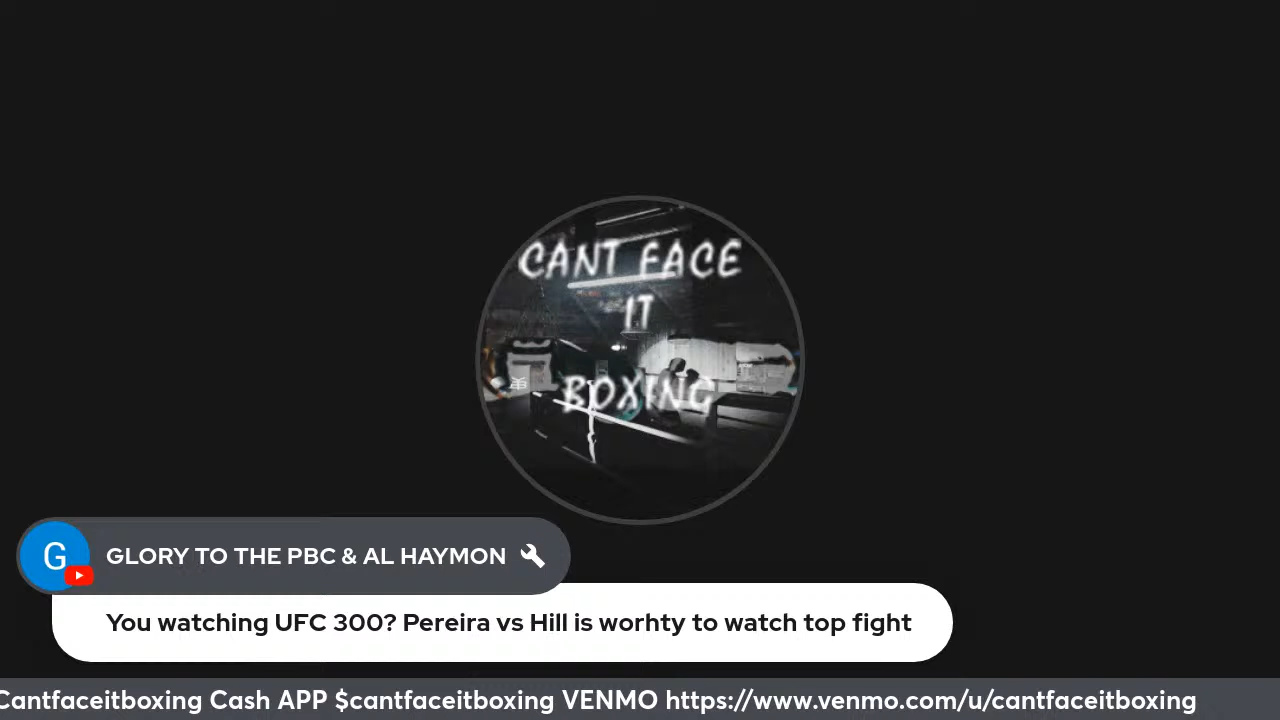 CANT FACE
IT
BOXING
G
GLORY TO THE PBC & AL HAYMON
You watching UFC 300? Pereira vs Hill is worhty to watch top fight
Cantfaceitboxing Cash APP $cantfaceitboxing VENMO https://www.venmo.com/u/cantfaceitboxing